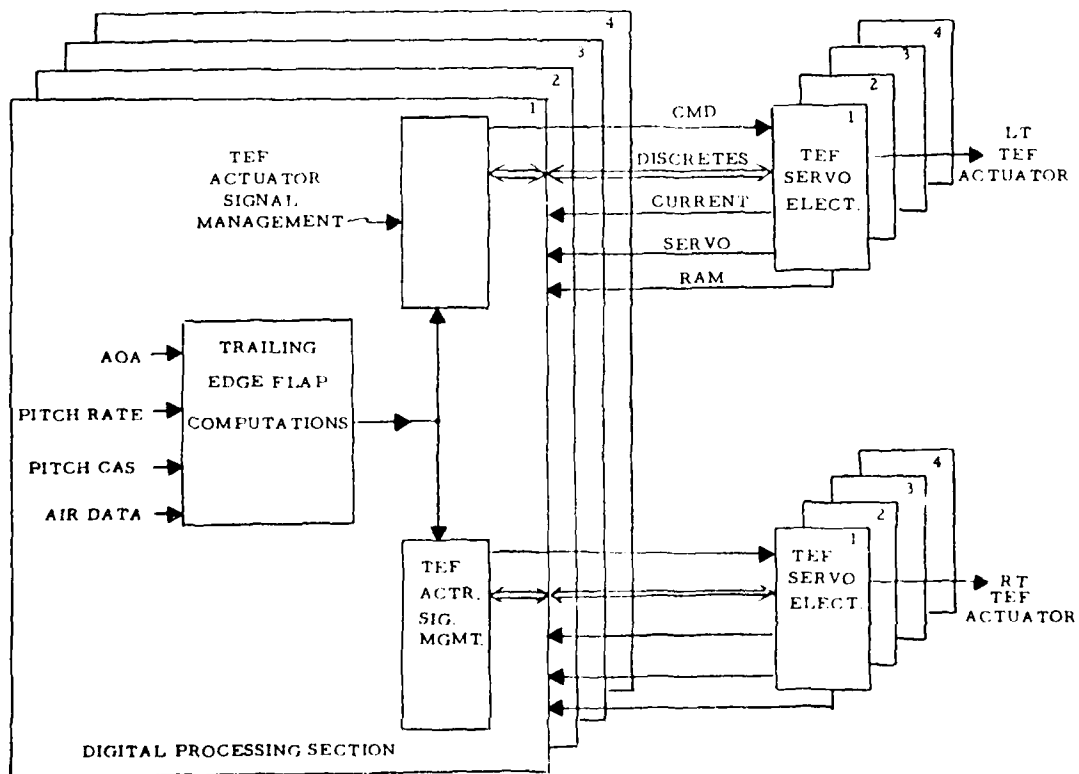 4
3
2
1
TEF
ACTUATOR
SIGNAL
MANAGEMENT
AOA
PITCH RATE
PITCH CAS
AIR DATA
TRAILING
EDGE FLAP
COMPUTATIONS
TEF
ACTR.
SIG.
MGMT.
DIGITAL PROCESSING SECTION
CMD
DISCRETES
CURRENT
SERVO
RAM
4
3
2
1
TEF
SERVO
ELECT.
LT
TEF
ACTUATOR
4
3
2
1
TEF
SERVO
ELECT.
RT
TEF
ACTUATOR